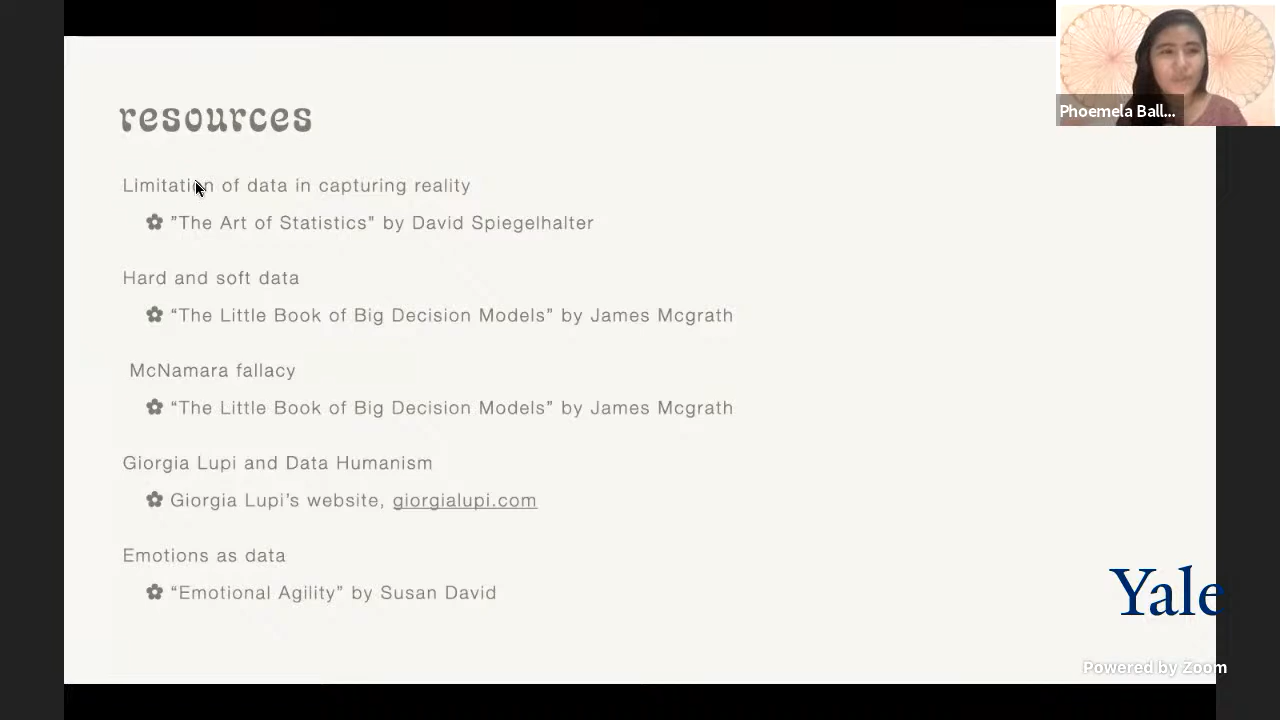 resources
Limitation of data in capturing reality
✿ ”The Art of Statistics" by David Spiegelhalter
Hard and soft data
✿ “The Little Book of Big Decision Models” by James Mcgrath
McNamara fallacy
✿ “The Little Book of Big Decision Models” by James Mcgrath
Giorgia Lupi and Data Humanism
✿ Giorgia Lupi’s website, giorgialupi.com
Emotions as data
✿ “Emotional Agility” by Susan David
Phoemela Ball...
Yale
Powered by Zoom